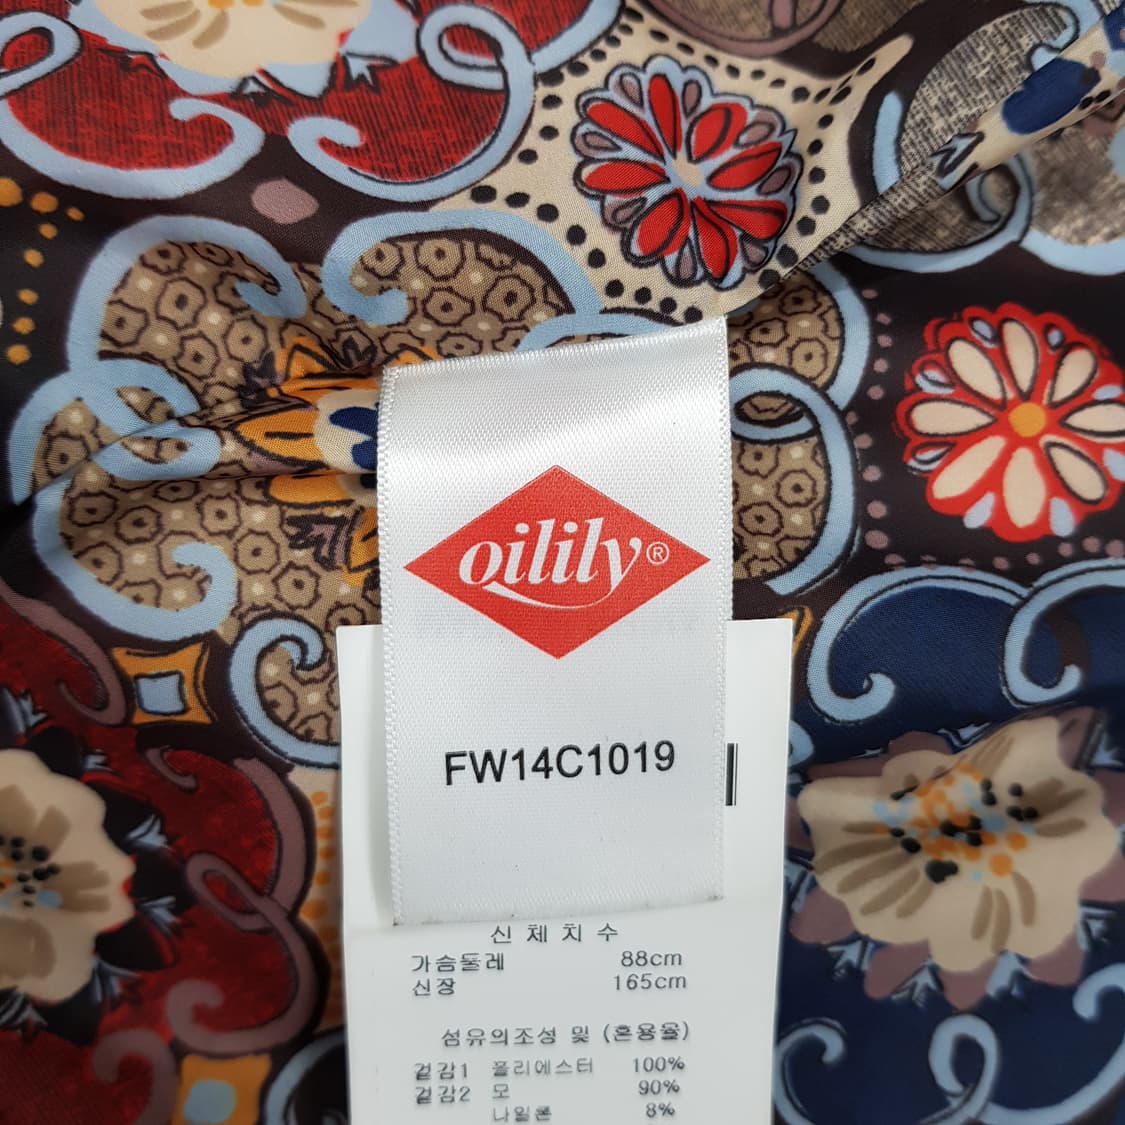 oilily®
FW14C1019
신체치수
가슴둘레 88cm
신장 165cm
섬유의조성 및 (혼용율)
겉감1 폴리에스터 100%
겉감2 모 90%
나일론 8%